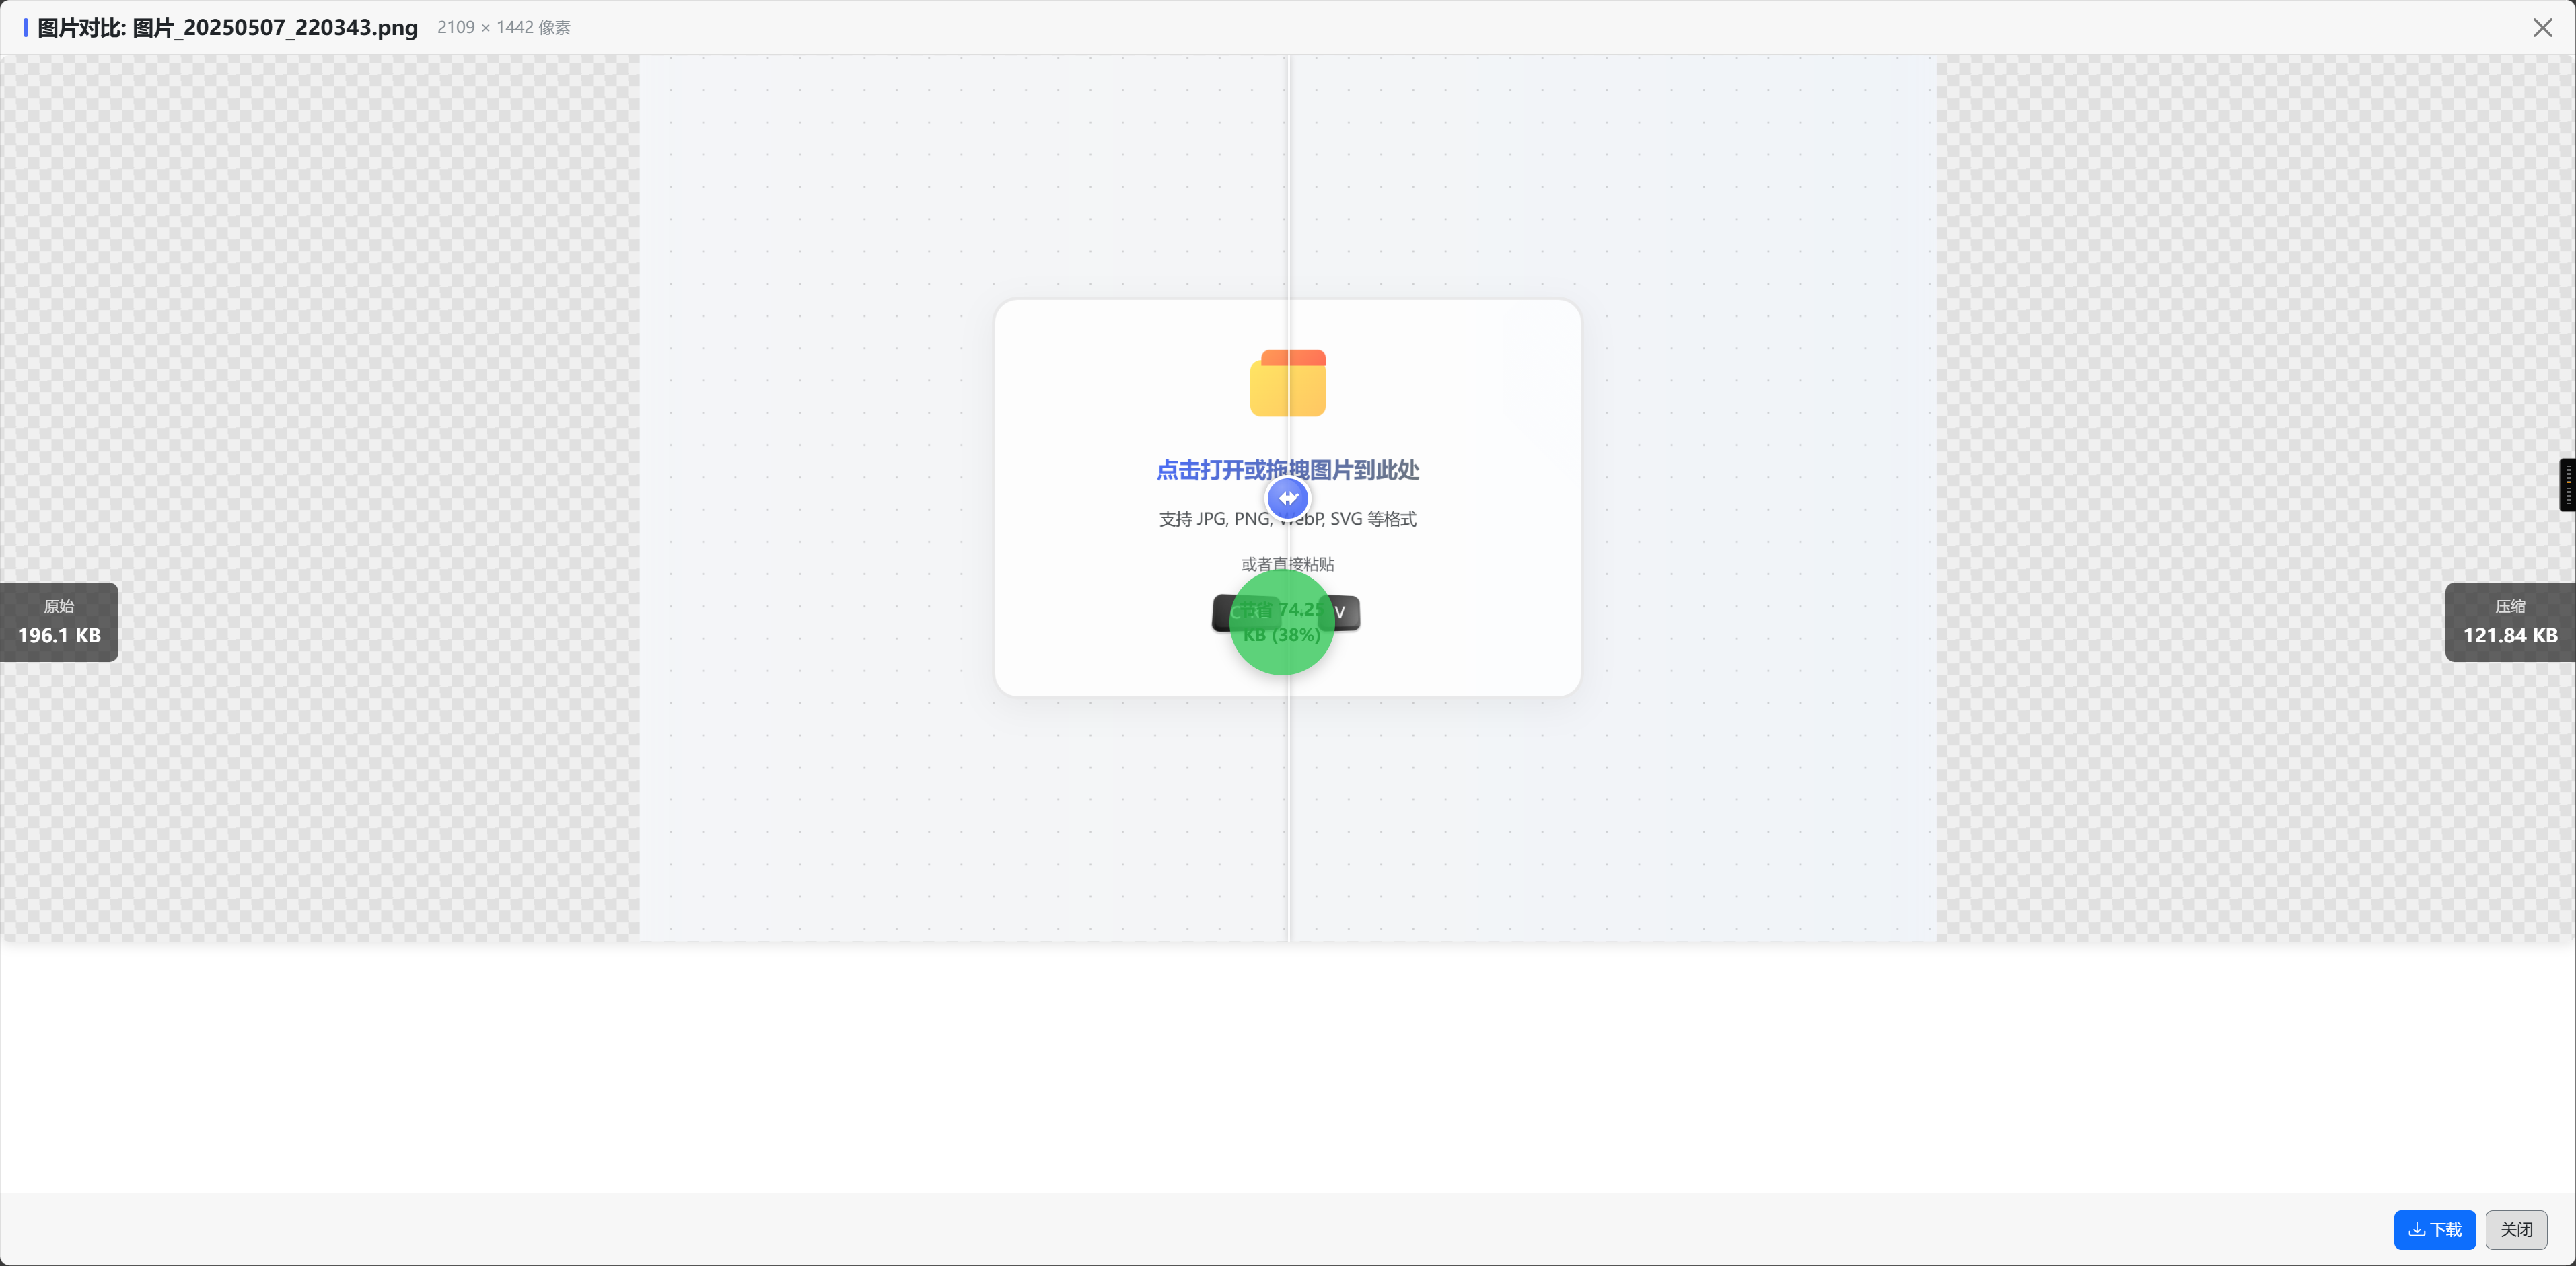 图片对比: 图片_20250507_220343.png 2109 × 1442 像素
点击打开或拖拽图片到此处
支持 JPG, PNG, WebP, SVG 等格式
或者直接粘贴
节省 74.25
KB (38%)
V
原始
196.1 KB
压缩
121.84 KB
下载
关闭